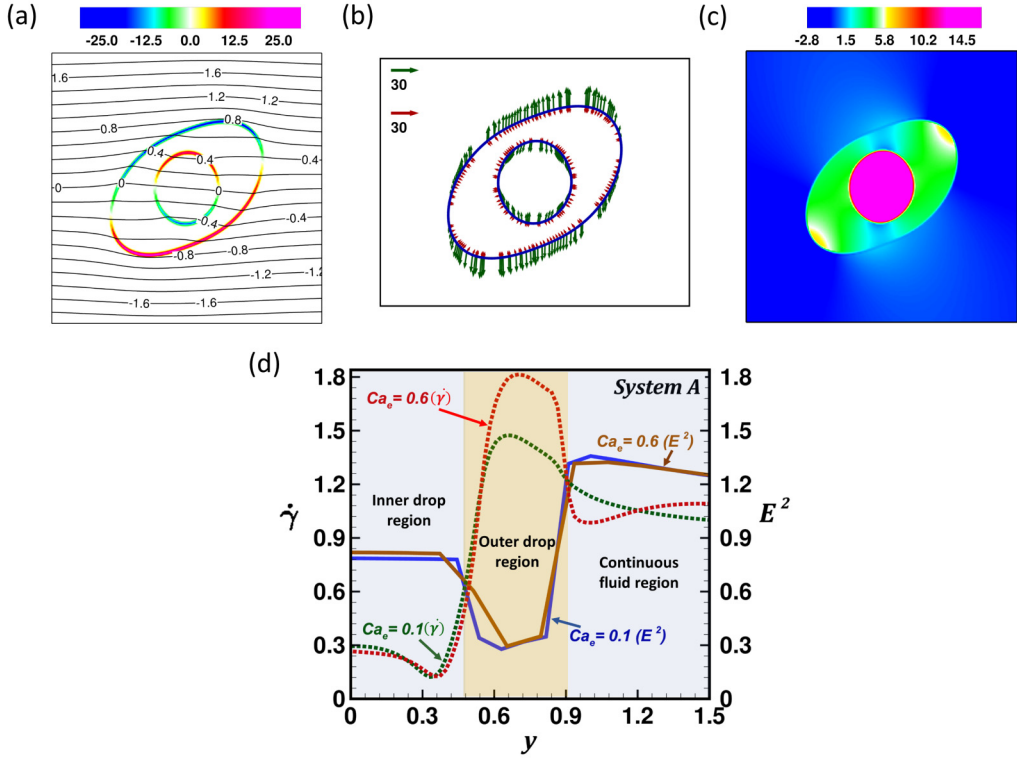 (a)
-25.0 -12.5 0.0 12.5 25.0
1.6
1.6
1.2
1.2
0.8
0.8
0.4
0.4
0.4
0
0
0
-0.4
-0.4
-0.8
-0.8
-1.2
-1.2
-1.6
-1.6
(b)
30
30
(c)
-2.8 1.5 5.8 10.2 14.5
(d)
System A
Ca_e = 0.6 (γ̇)
Ca_e = 0.6 (E²)
Inner drop
region
Outer drop
region
Continuous
fluid region
Ca_e = 0.1 (γ̇)
Ca_e = 0.1 (E²)
γ̇
1.8
1.5
1.2
0.9
0.6
0.3
0
E²
1.8
1.5
1.2
0.9
0.6
0.3
0
0 0.3 0.6 0.9 1.2 1.5
y